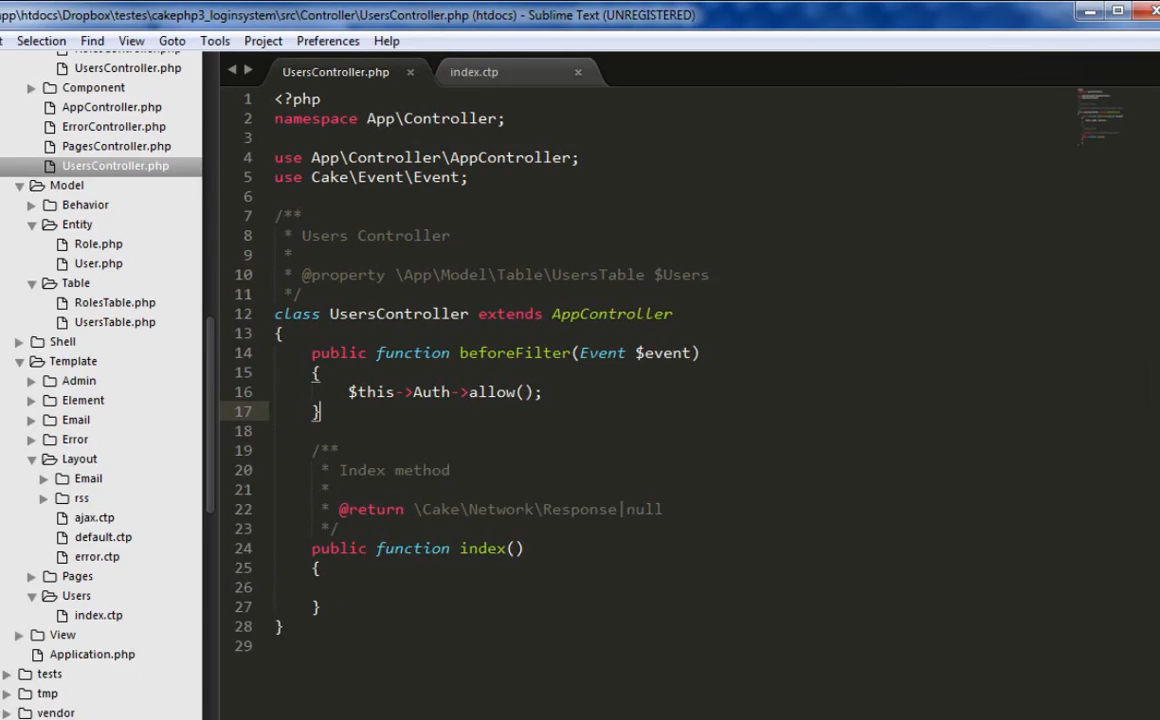 app\htdocs\Dropbox\testes\cakephp3_loginsystem\src\Controller\UsersController.php (htdocs) - Sublime Text (UNREGISTERED)
t Selection Find View Goto Tools Project Preferences Help
UsersController.php
Component
AppController.php
ErrorController.php
PagesController.php
UsersController.php
Model
Behavior
Entity
Role.php
User.php
Table
RolesTable.php
UsersTable.php
Shell
Template
Admin
Element
Email
Error
Layout
Email
rss
ajax.ctp
default.ctp
error.ctp
Pages
Users
index.ctp
View
Application.php
tests
tmp
vendor
UsersController.php × index.ctp ×
1 <?php
2 namespace App\Controller;
3
4 use App\Controller\AppController;
5 use Cake\Event\Event;
6
7 /**
8 * Users Controller
9 *
10 * @property \App\Model\Table\UsersTable $Users
11 */
12 class UsersController extends AppController
13 {
14 public function beforeFilter(Event $event)
15 {
16 $this->Auth->allow();
17 }
18
19 /**
20 * Index method
21 *
22 * @return \Cake\Network\Response|null
23 */
24 public function index()
25 {
26
27 }
28 }
29